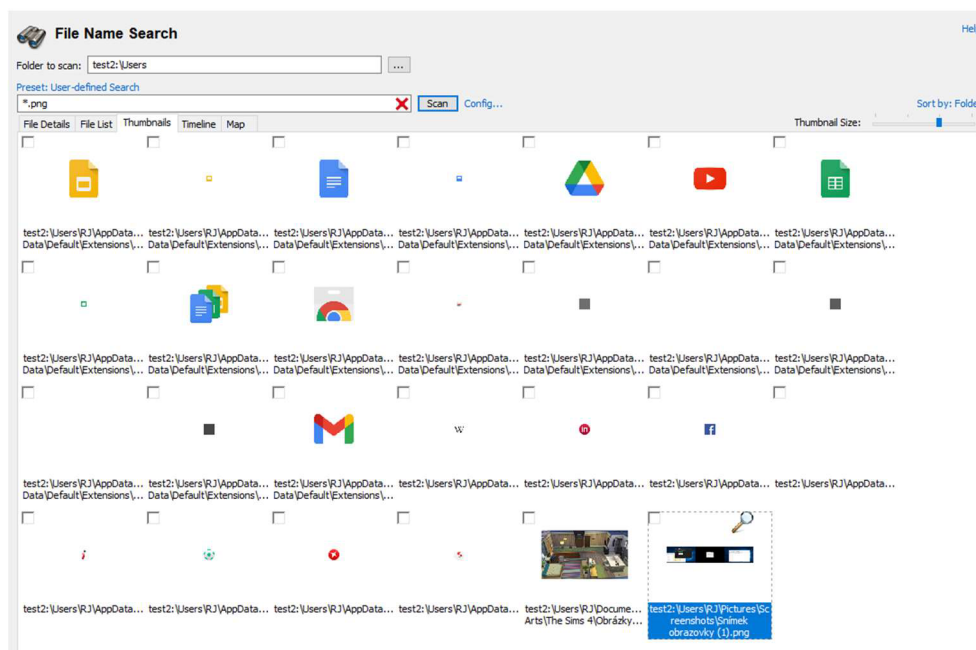 File Name Search
Hel
Folder to scan: test2:\Users ...
Preset: User-defined Search
*.png Scan Config... Sort by: Folde
File Details File List Thumbnails Timeline Map Thumbnail Size:
test2:\Users\RJ\AppData... test2:\Users\RJ\AppData... test2:\Users\RJ\AppData... test2:\Users\RJ\AppData... test2:\Users\RJ\AppData... test2:\Users\RJ\AppData... test2:\Users\RJ\AppData...
Data\Default\Extensions\... Data\Default\Extensions\... Data\Default\Extensions\... Data\Default\Extensions\... Data\Default\Extensions\... Data\Default\Extensions\... Data\Default\Extensions\...
test2:\Users\RJ\AppData... test2:\Users\RJ\AppData... test2:\Users\RJ\AppData... test2:\Users\RJ\AppData... test2:\Users\RJ\AppData... test2:\Users\RJ\AppData... test2:\Users\RJ\AppData...
Data\Default\Extensions\... Data\Default\Extensions\... Data\Default\Extensions\... Data\Default\Extensions\... Data\Default\Extensions\... Data\Default\Extensions\... Data\Default\Extensions\...
W in f
test2:\Users\RJ\AppData... test2:\Users\RJ\AppData... test2:\Users\RJ\AppData... test2:\Users\RJ\AppData... test2:\Users\RJ\AppData... test2:\Users\RJ\AppData... test2:\Users\RJ\AppData...
Data\Default\Extensions\... Data\Default\Extensions\... Data\Default\Extensions\...
i
test2:\Users\RJ\AppData... test2:\Users\RJ\AppData... test2:\Users\RJ\AppData... test2:\Users\RJ\AppData... test2:\Users\RJ\Docume... test2:\Users\RJ\Pictures\Sc
Arts\The Sims 4\Obrázky... reenshots\Snímek
obrazovky (1).png